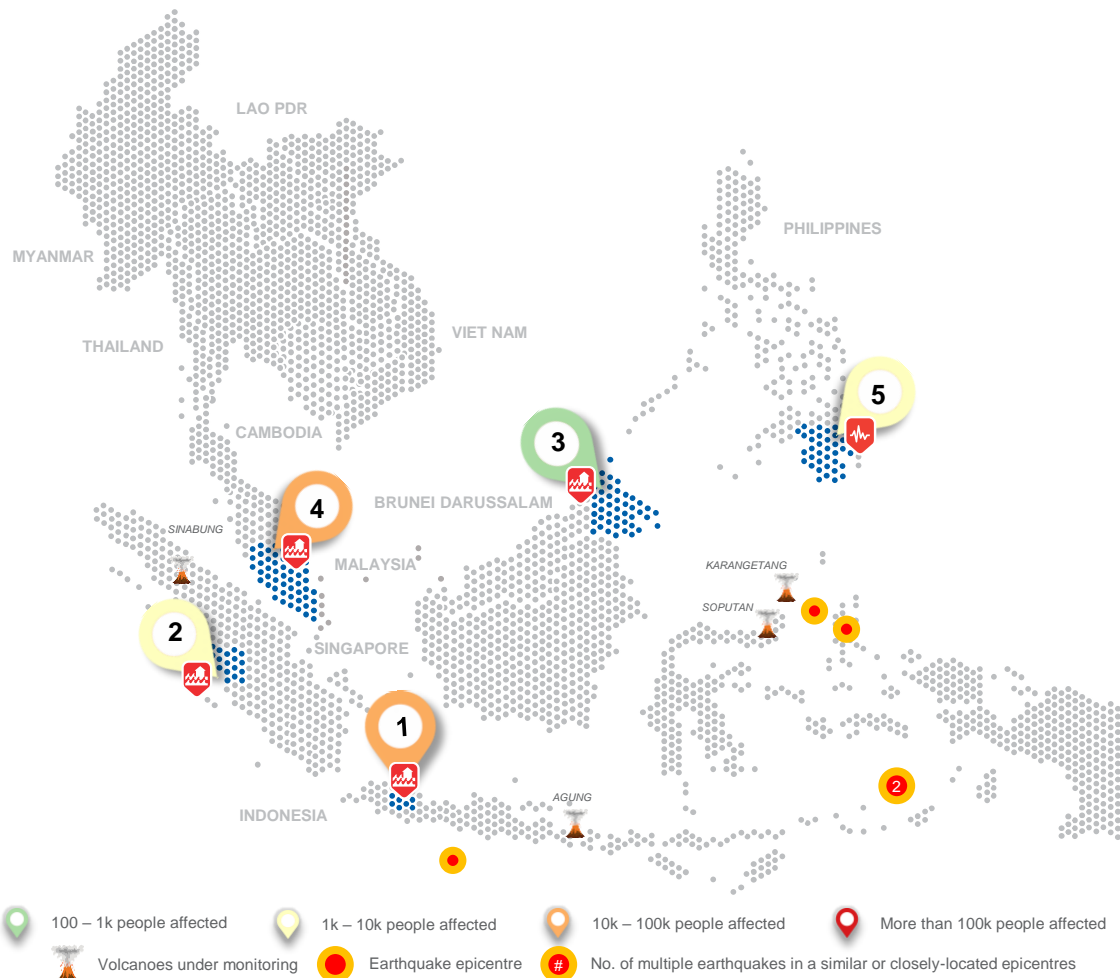 LAO PDR
MYANMAR
PHILIPPINES
THAILAND
VIET NAM
5
CAMBODIA
3
4
BRUNEI DARUSSALAM
SINABUNG
MALAYSIA
KARANGETANG
SOPUTAN
2
SINGAPORE
1
2
AGUNG
INDONESIA
100 – 1k people affected
1k – 10k people affected
10k – 100k people affected
More than 100k people affected
Volcanoes under monitoring
Earthquake epicentre
# No. of multiple earthquakes in a similar or closely-located epicentres